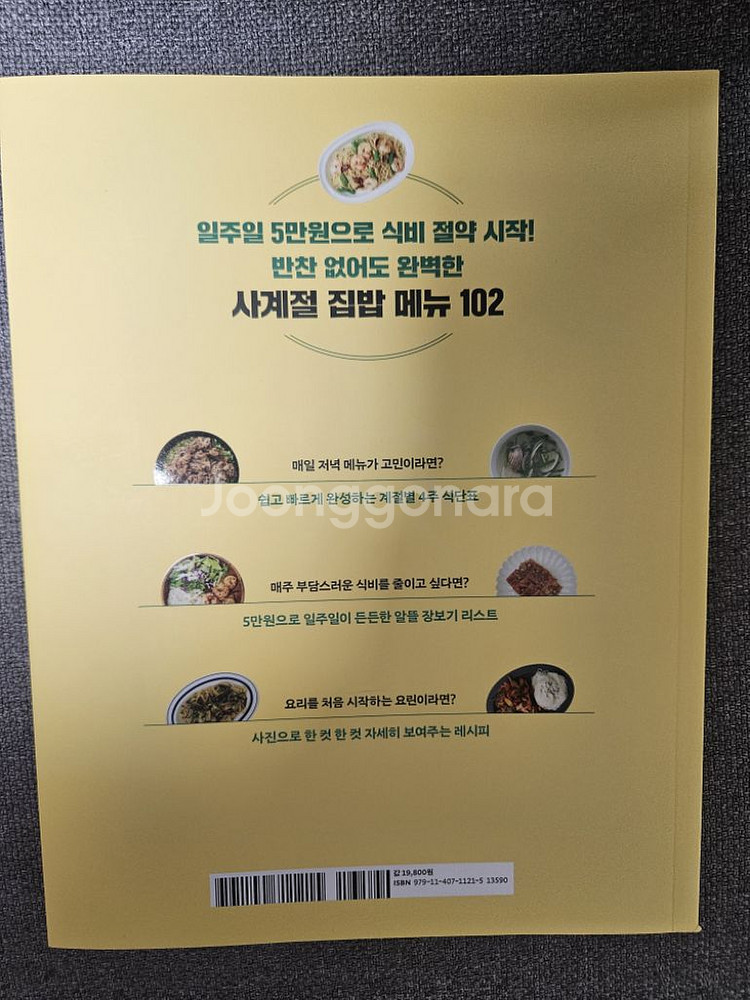 일주일 5만원으로 식비 절약 시작!
반찬 없어도 완벽한
사계절 집밥 메뉴 102
매일 저녁 메뉴가 고민이라면?
쉽고 빠르게 완성하는 계절별 4주 식단표
Joonggonara
매주 부담스러운 식비를 줄이고 싶다면?
5만원으로 일주일이 든든한 알뜰 장보기 리스트
요리를 처음 시작하는 요린이라면?
사진으로 한 컷 한 컷 자세히 보여주는 레시피
값 19,800원
ISBN 979-11-407-1121-5 13590